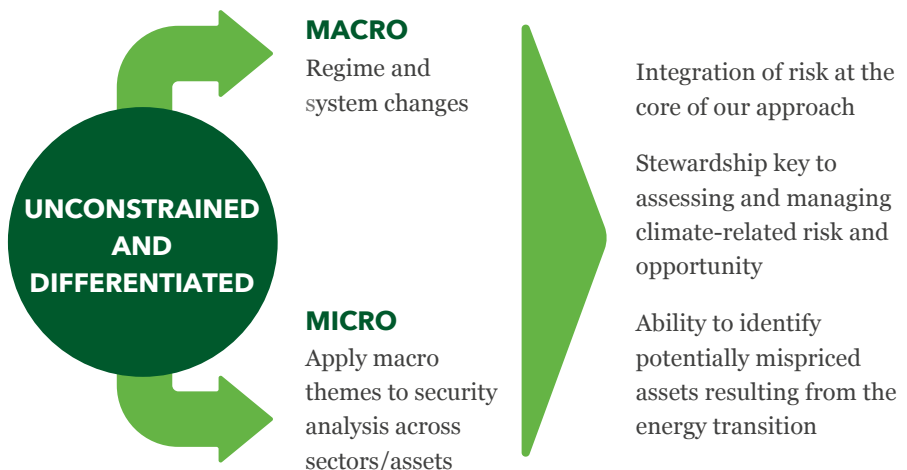 UNCONSTRAINED
AND
DIFFERENTIATED
MACRO
Regime and
system changes
MICRO
Apply macro
themes to security
analysis across
sectors/assets
Integration of risk at the
core of our approach
Stewardship key to
assessing and managing
climate-related risk and
opportunity
Ability to identify
potentially mispriced
assets resulting from the
energy transition